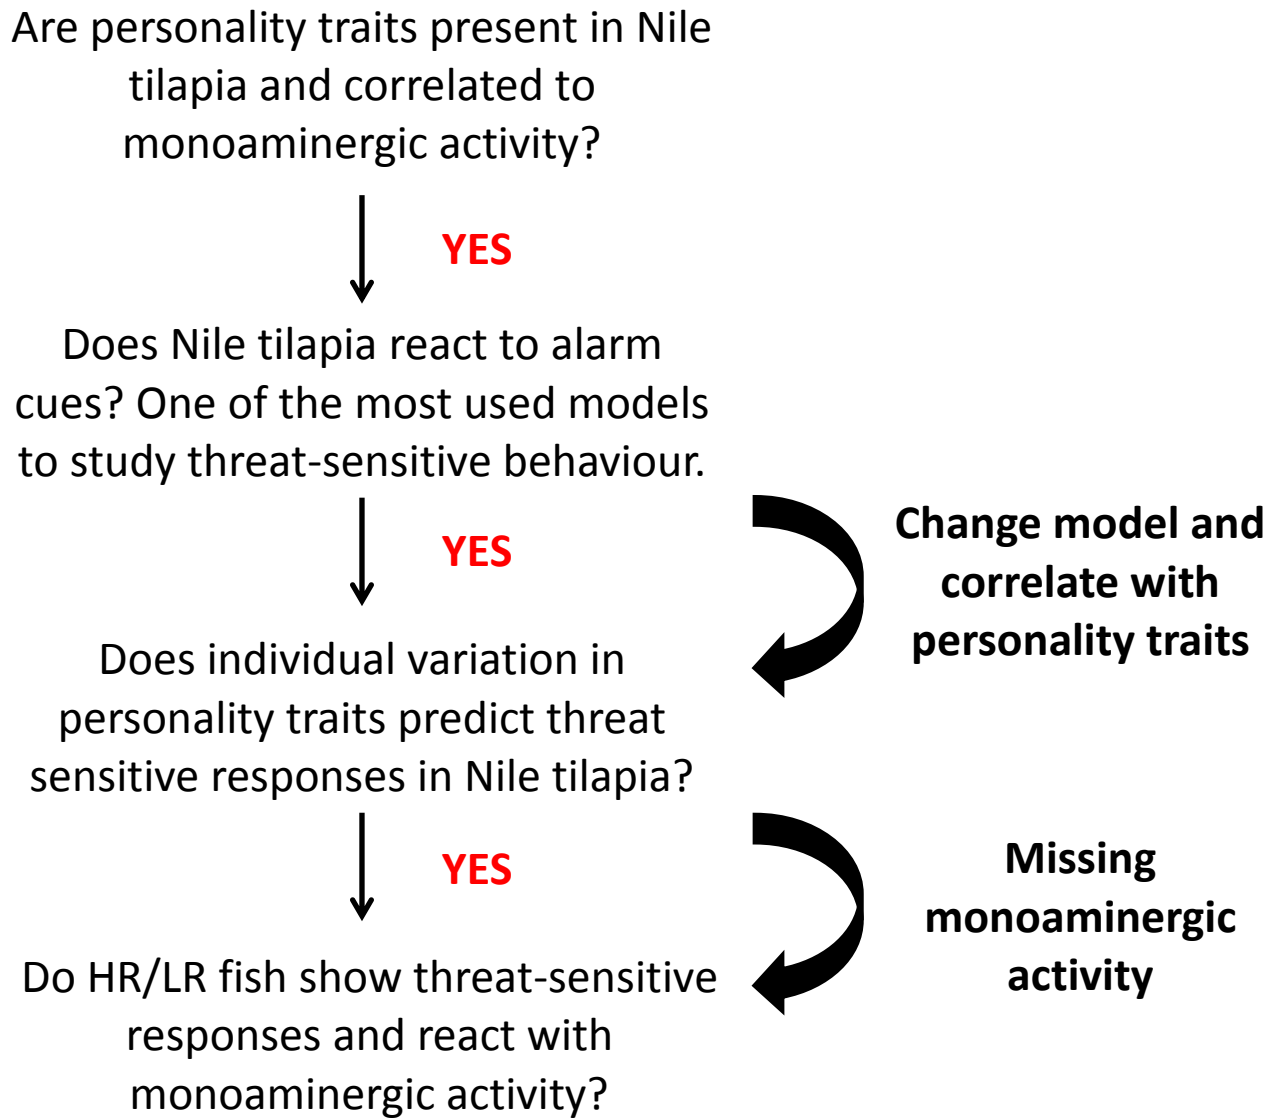 Are personality traits present in Nile
tilapia and correlated to
monoaminergic activity?
YES
Does Nile tilapia react to alarm
cues? One of the most used models
to study threat-sensitive behaviour.
YES
Change model and
correlate with
personality traits
Does individual variation in
personality traits predict threat
sensitive responses in Nile tilapia?
YES
Missing
monoaminergic
activity
Do HR/LR fish show threat-sensitive
responses and react with
monoaminergic activity?